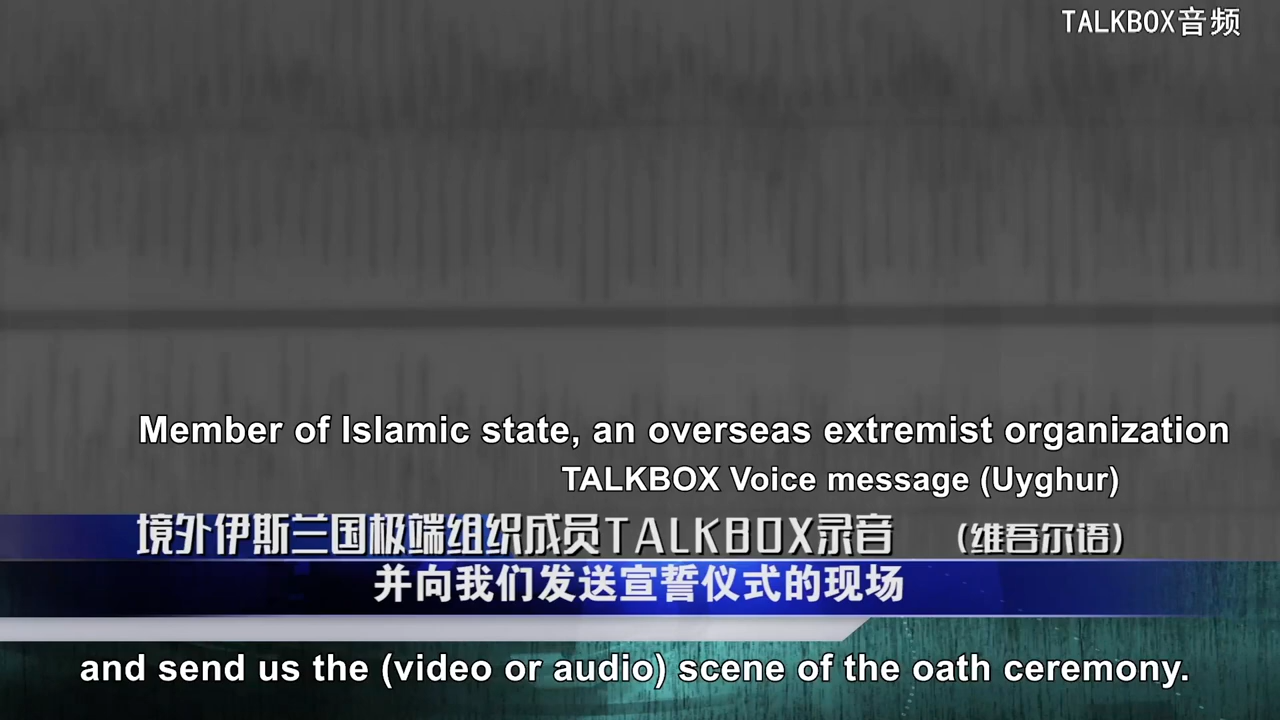 TALKBOX音频
Member of Islamic state, an overseas extremist organization
TALKBOX Voice message (Uyghur)
境外伊斯兰国极端组织成员TALKBOX录音 （维吾尔语）
并向我们发送宣誓仪式的现场
and send us the (video or audio) scene of the oath ceremony.